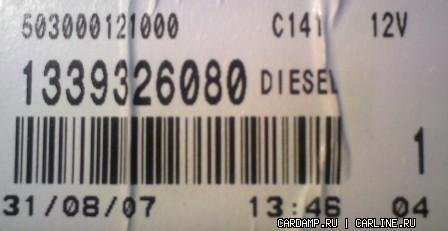 503000121000 C141 12V
1339326080 DIESEL
1
31/08/07 13:46 04
CARDAMP.RU | CARLINE.RU